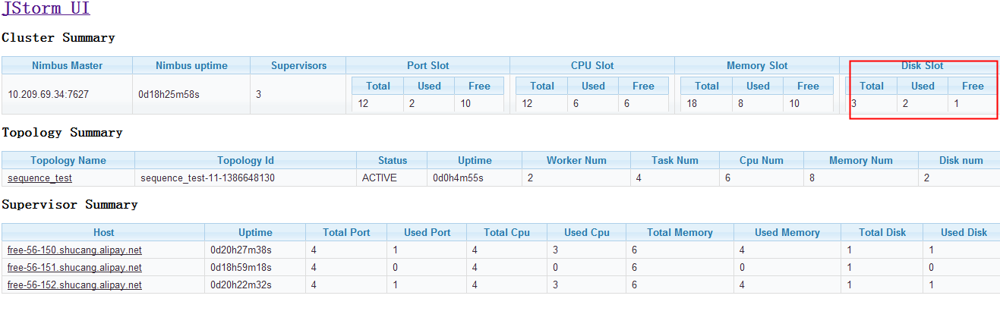 JStorm UI
Cluster Summary
Nimbus Master Nimbus uptime Supervisors Port Slot CPU Slot Memory Slot Disk Slot
Total Used Free Total Used Free Total Used Free Total Used Free
10.209.69.34:7627 0d18h25m58s 3 12 2 10 12 6 6 18 8 10 3 2 1
Topology Summary
Topology Name Topology Id Status Uptime Worker Num Task Num Cpu Num Memory Num Disk num
sequence_test sequence_test-11-1386648130 ACTIVE 0d0h4m55s 2 4 6 8 2
Supervisor Summary
Host Uptime Total Port Used Port Total Cpu Used Cpu Total Memory Used Memory Total Disk Used Disk
free-56-150.shucang.alipay.net 0d20h27m38s 4 1 4 3 6 4 1 1
free-56-151.shucang.alipay.net 0d18h59m18s 4 0 4 0 6 0 1 0
free-56-152.shucang.alipay.net 0d20h22m32s 4 1 4 3 6 4 1 1